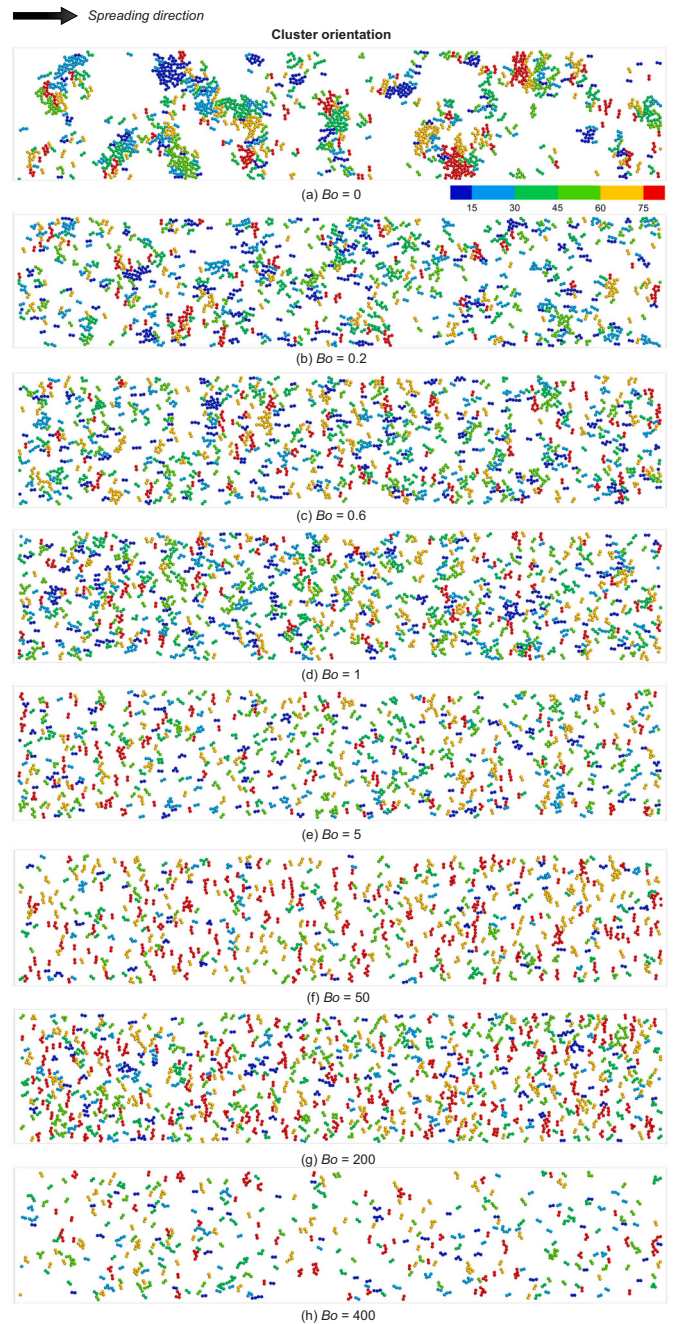 Spreading direction
Cluster orientation
(a) Bo = 0
15 30 45 60 75
(b) Bo = 0.2
(c) Bo = 0.6
(d) Bo = 1
(e) Bo = 5
(f) Bo = 50
(g) Bo = 200
(h) Bo = 400